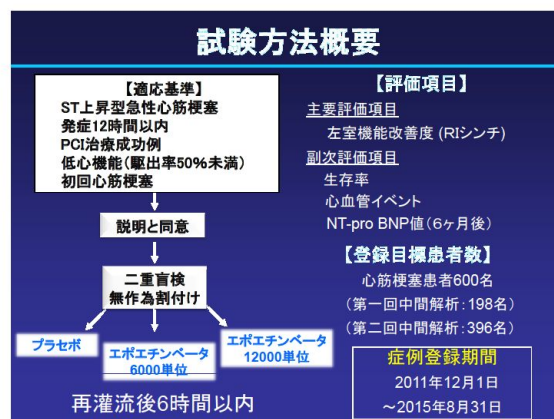 試験方法概要
【適応基準】
ST上昇型急性心筋梗塞
発症12時間以内
PCI治療成功例
低心機能（駆出率50%未満）
初回心筋梗塞
説明と同意
二重盲検
無作為割付け
プラセボ
エポエチンベータ
6000単位
エポエチンベータ
12000単位
再灌流後6時間以内
【評価項目】
主要評価項目
左室機能改善度 (RIシンチ)
副次評価項目
生存率
心血管イベント
NT-pro BNP値（6ヶ月後）
【登録目標患者数】
心筋梗塞患者600名
（第一回中間解析：198名）
（第二回中間解析：396名）
症例登録期間
2011年12月1日
～2015年8月31日